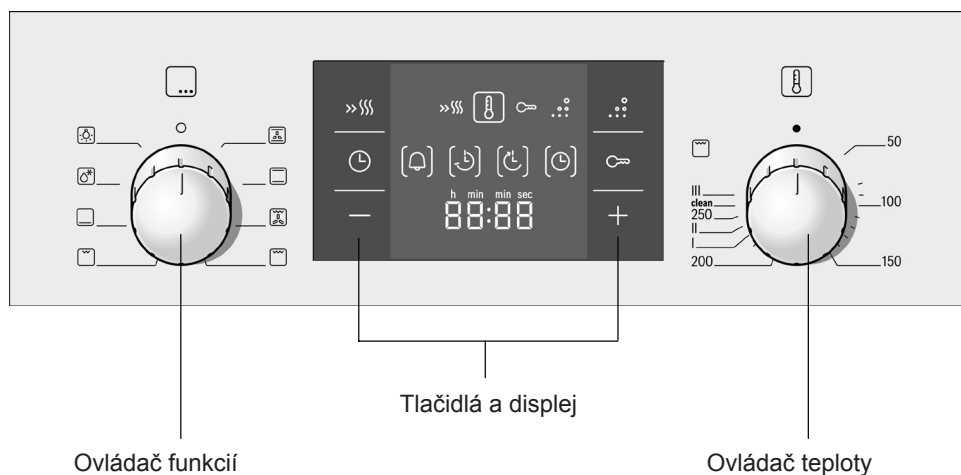 h min min sec
88:88
50
100
150
200
I
II
250
clean
III
Tlačidlá a displej
Ovládač funkcií
Ovládač teploty